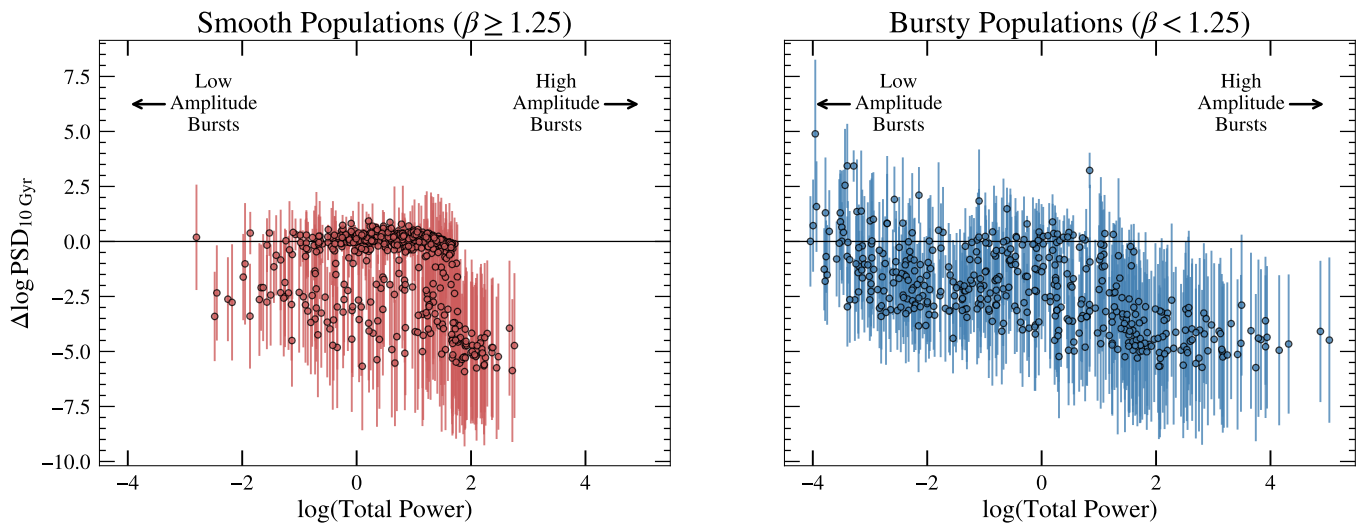 Smooth Populations (β ≥ 1.25)
Low
Amplitude
Bursts
High
Amplitude
Bursts
7.5
5.0
2.5
0.0
−2.5
−5.0
−7.5
−10.0
Δ log PSD10 Gyr
−4
−2
0
2
4
log(Total Power)
Bursty Populations (β < 1.25)
Low
Amplitude
Bursts
High
Amplitude
Bursts
−4
−2
0
2
4
log(Total Power)